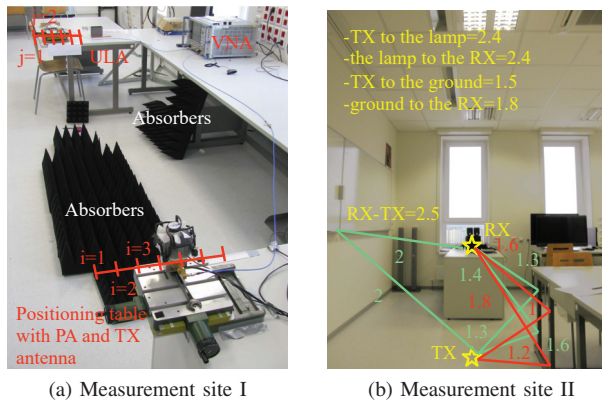 j=2
j=1
ULA
VNA
Absorbers
Absorbers
i=1
i=3
i=2
Positioning table
with PA and TX
antenna
(a) Measurement site I
-TX to the lamp=2.4
-the lamp to the RX=2.4
-TX to the ground=1.5
-ground to the RX=1.8
RX-TX=2.5
RX
1.6
2
1.4
1.3
2
1.8
1
1.3
TX
1.2
1.6
(b) Measurement site II